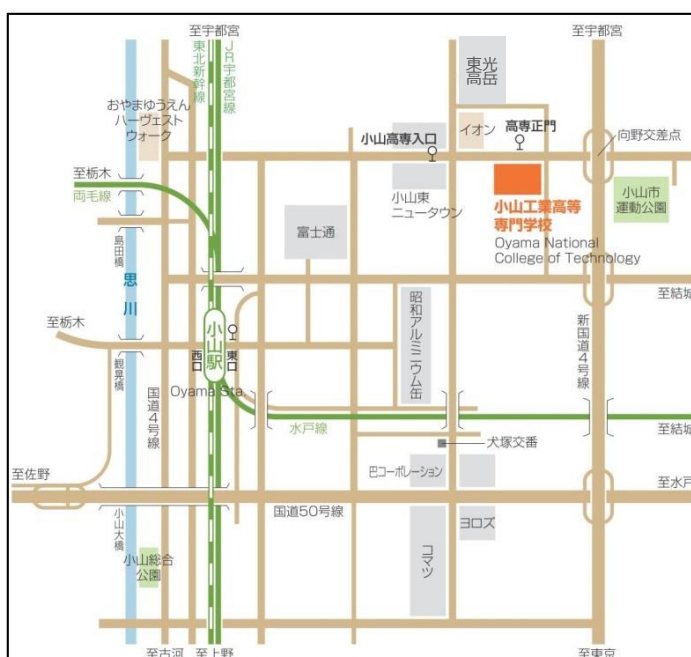 至宇都宮
至宇都宮
東北新幹線
JR宇都宮線
東光
高岳
おやまゆうえん
ハーヴェスト
ウォーク
小山高専入口
イオン
高専正門
向野交差点
至栃木
両毛線
小山東
ニュータウン
小山工業高等
専門学校
Oyama National
College of Technology
小山市
運動公園
富士通
島田橋
思川
至結城
昭和アルミニウム缶
新国道4号線
至栃木
小山駅
西口
東口
Oyama Sta.
観晃橋
国道4号線
水戸線
至結城
犬塚交番
至佐野
巴コーポレーション
至水戸
国道50号線
小山大橋
ヨロズ
コマツ
小山総合
公園
至古河
至上野
至東京